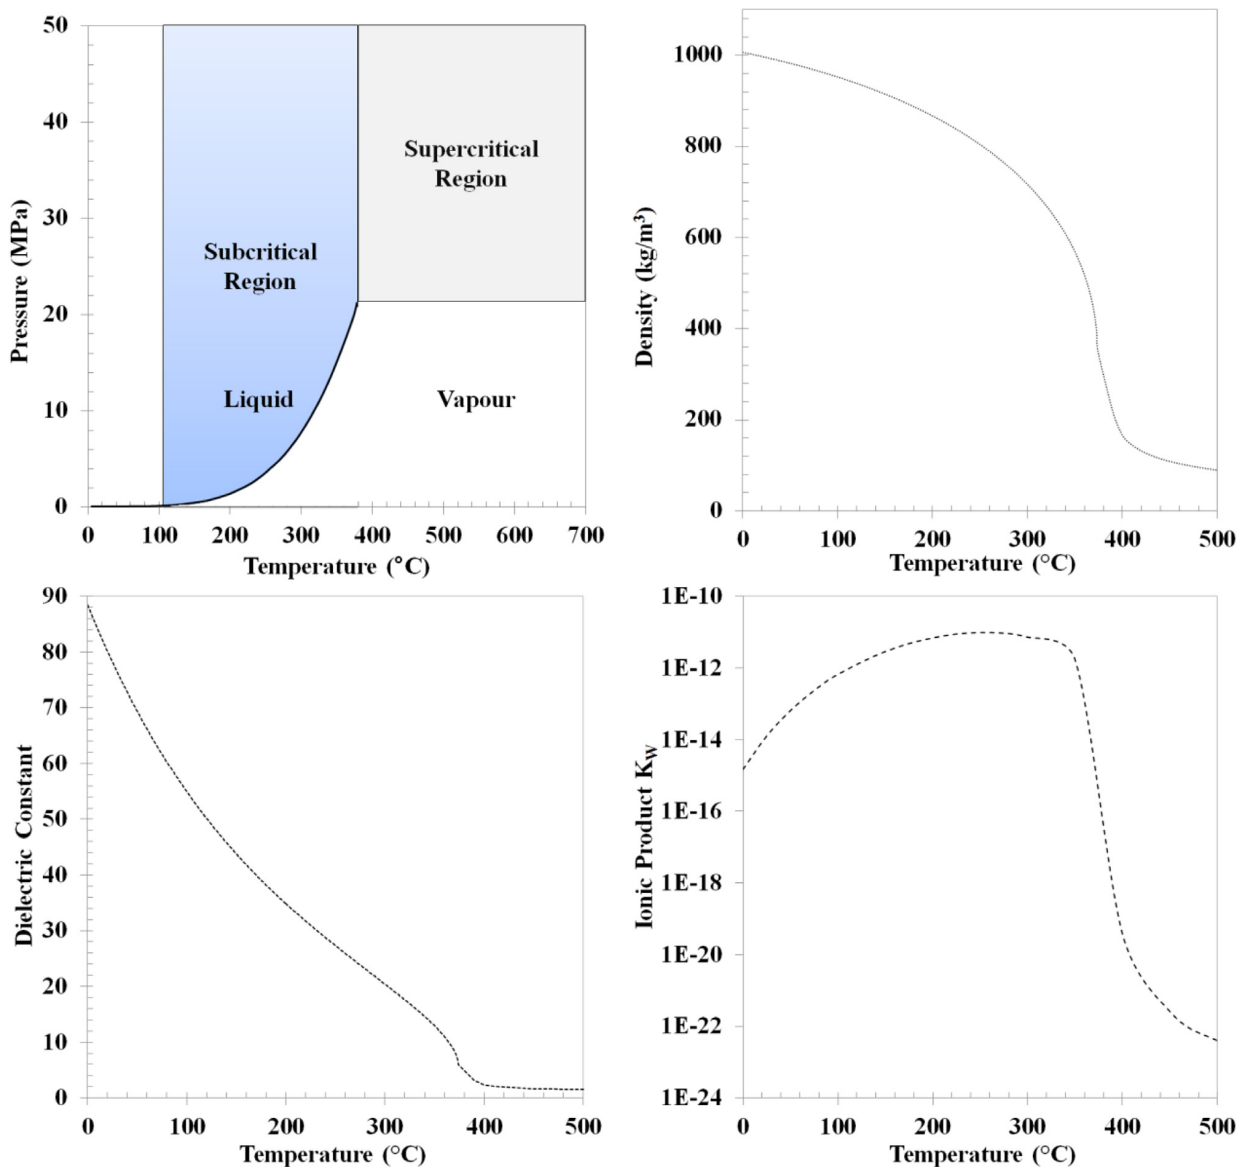 50
40
30
20
10
0
Pressure (MPa)
Subcritical
Region
Supercritical
Region
Liquid
Vapour
0 100 200 300 400 500 600 700
Temperature (°C)
1000
800
600
400
200
0
Density (kg/m³)
0 100 200 300 400 500
Temperature (°C)
90
80
70
60
50
40
30
20
10
0
Dielectric Constant
0 100 200 300 400 500
Temperature (°C)
1E-10
1E-12
1E-14
1E-16
1E-18
1E-20
1E-22
1E-24
Ionic Product K_W
0 100 200 300 400 500
Temperature (°C)